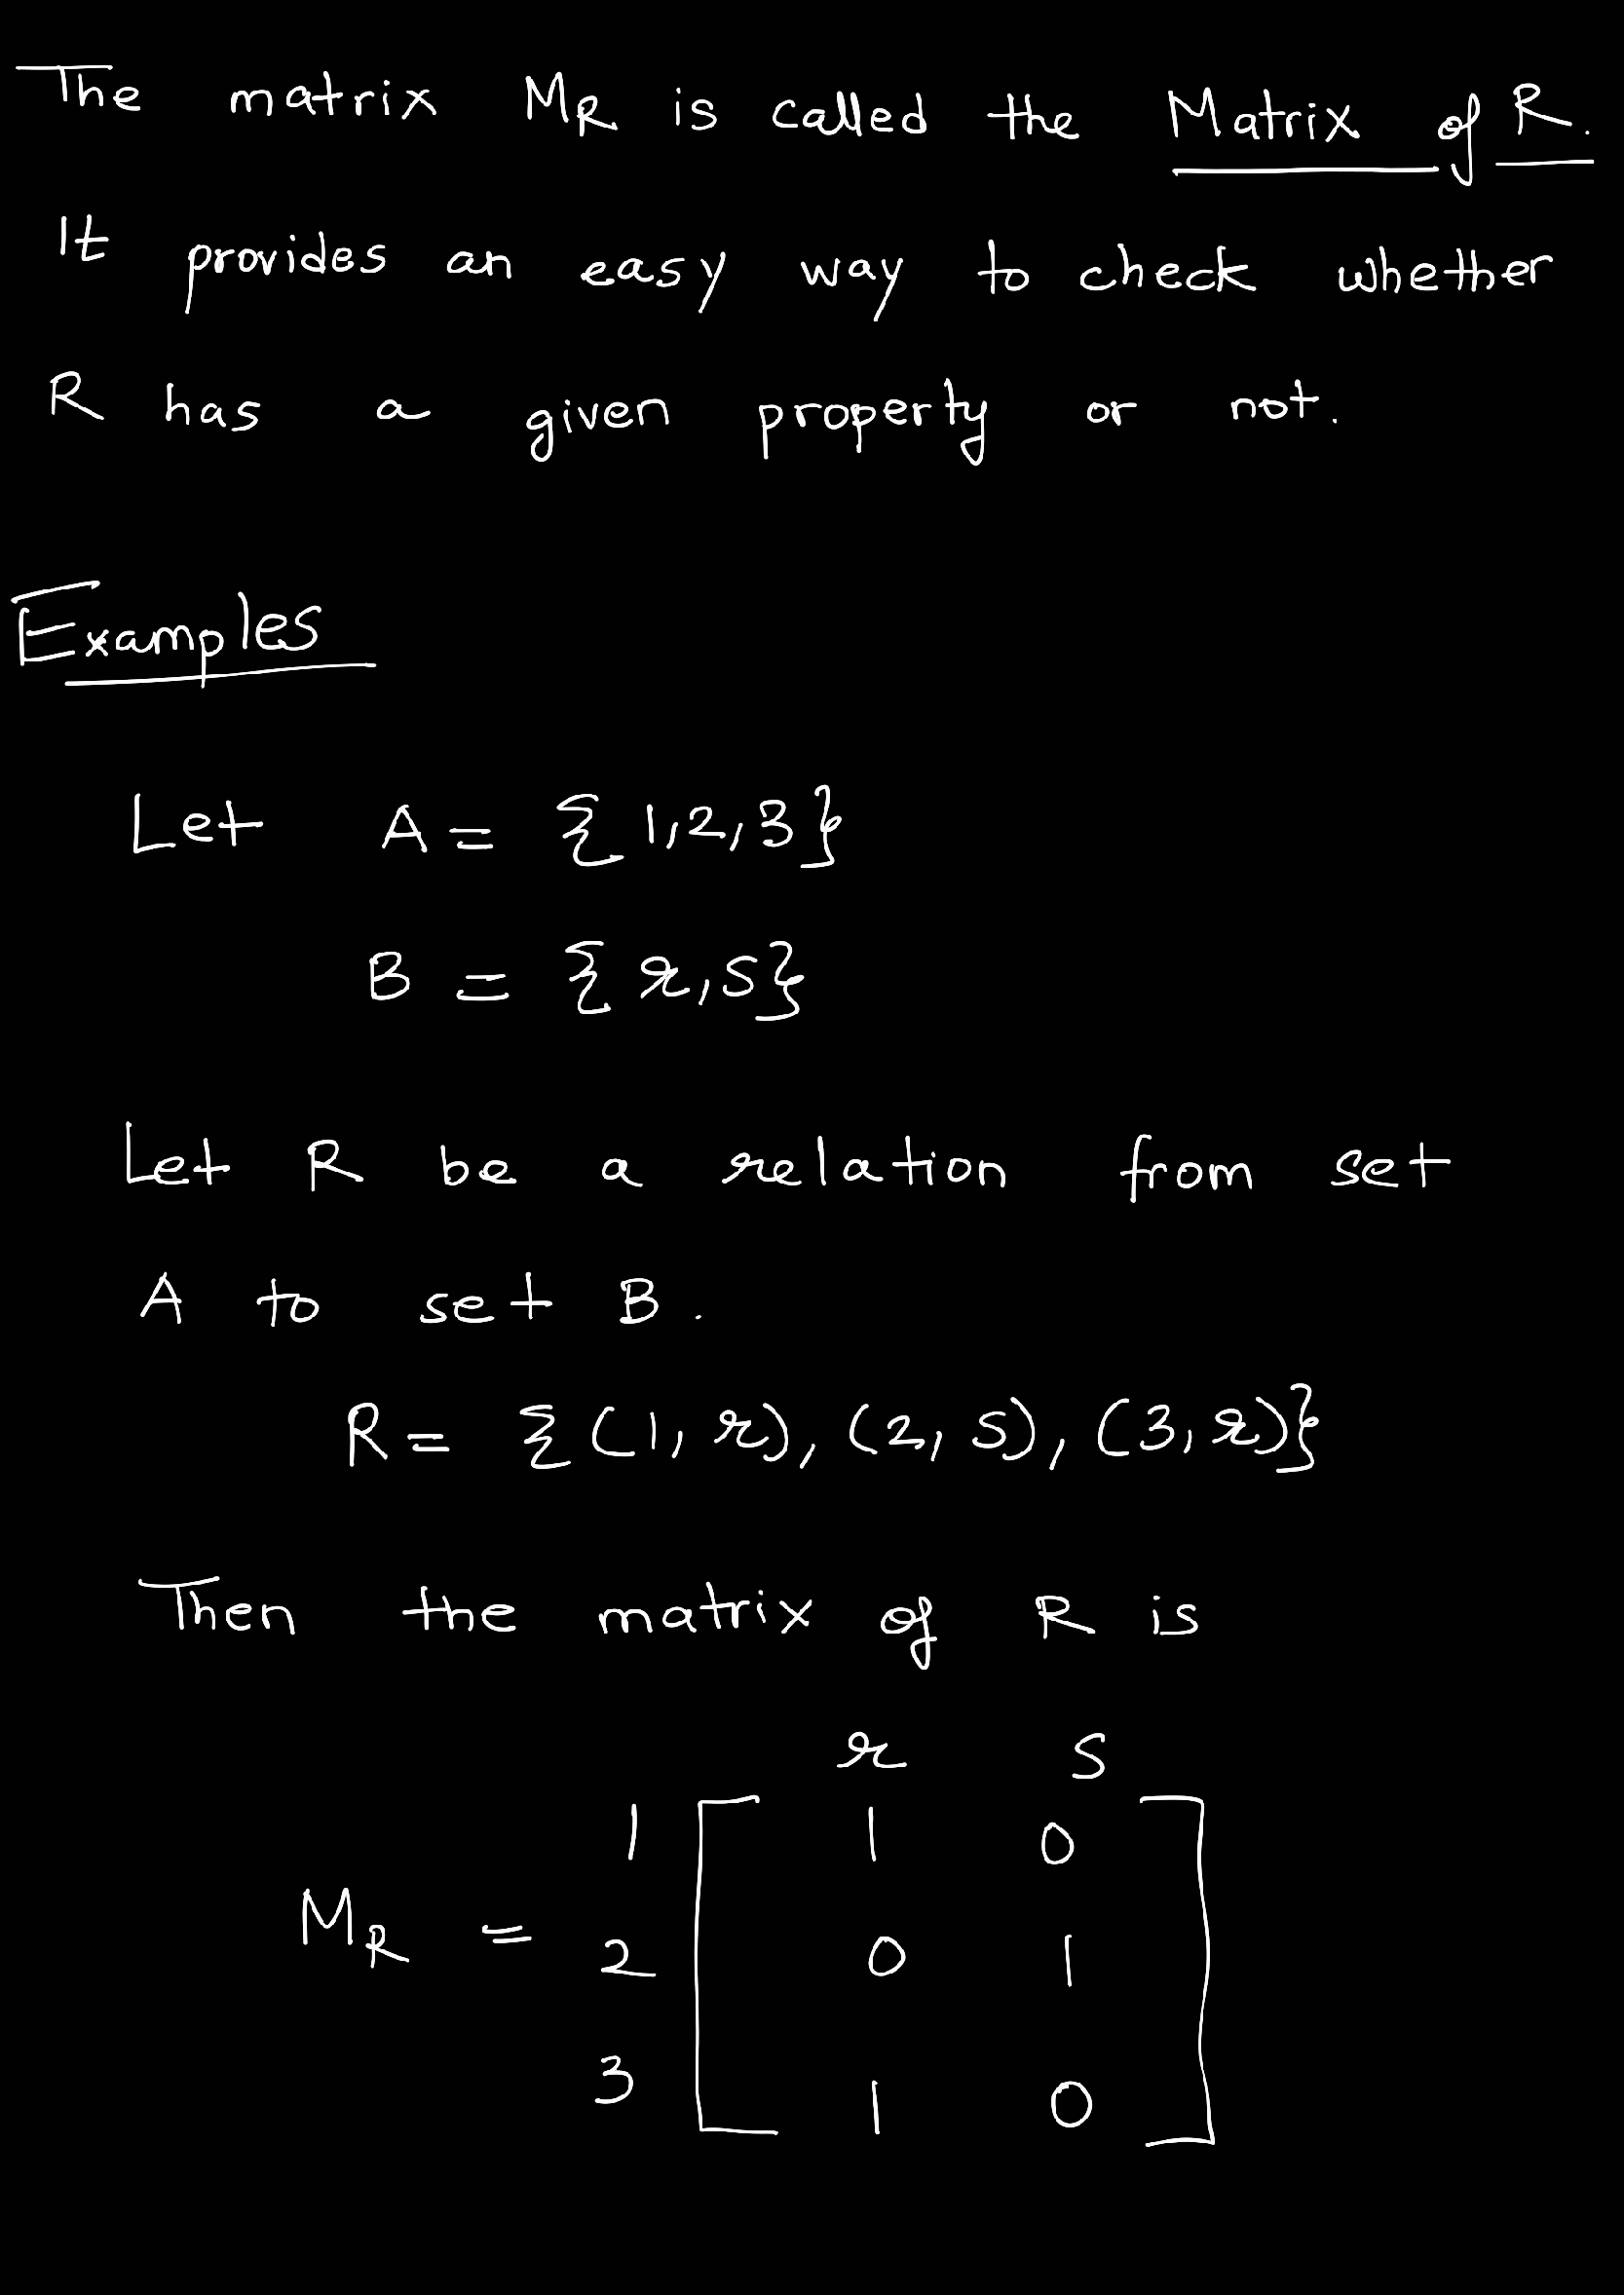 The matrix MR is called the Matrix of R.
It provides an easy way to check whether
R has a given property or not.
Examples
Let A = {1,2,3}
B = {r,s}
Let R be a relation from set
A to set B.
R = {(1, r), (2, s), (3, r)}
Then the matrix of R is
r s
1 1 0
MR = 2 0 1
3 1 0